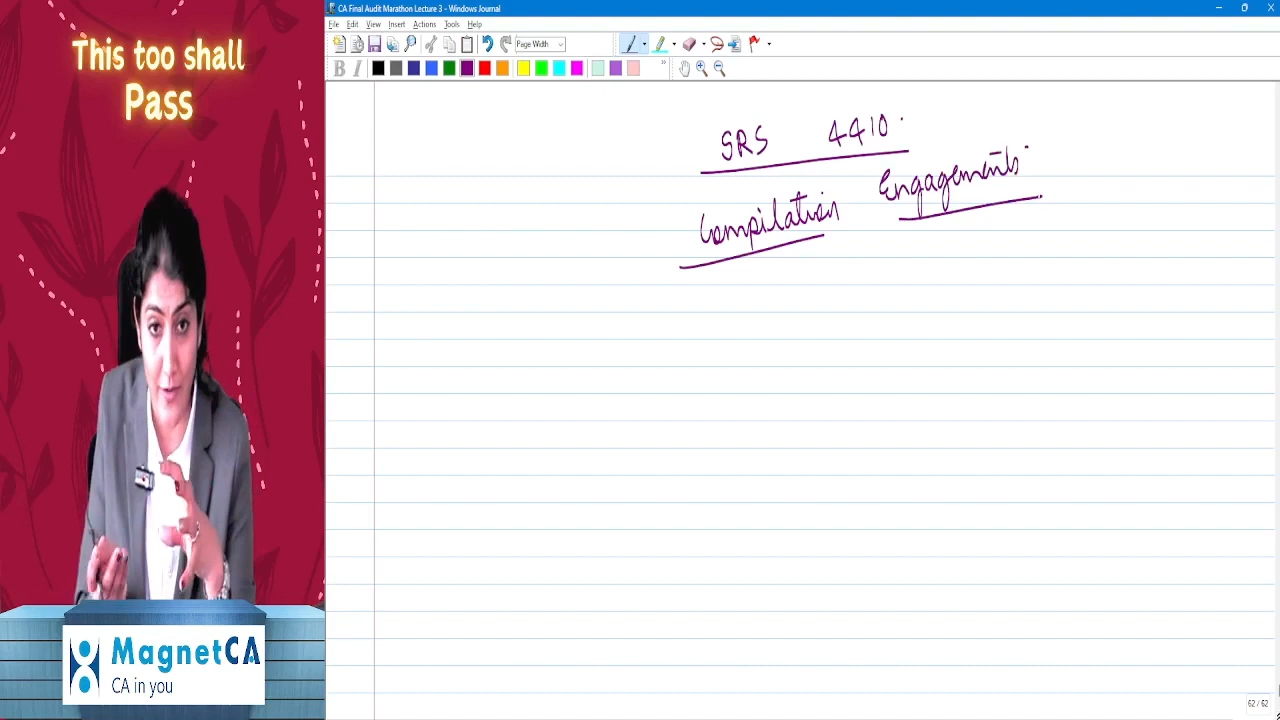 This too shall
Pass
MagnetCA
CA in you
CA Final Audit Marathon Lecture 3 - Windows Journal
File Edit View Insert Actions Tools Help
Page Width
B I
SRS 4410
Compilation Engagements
62 / 62